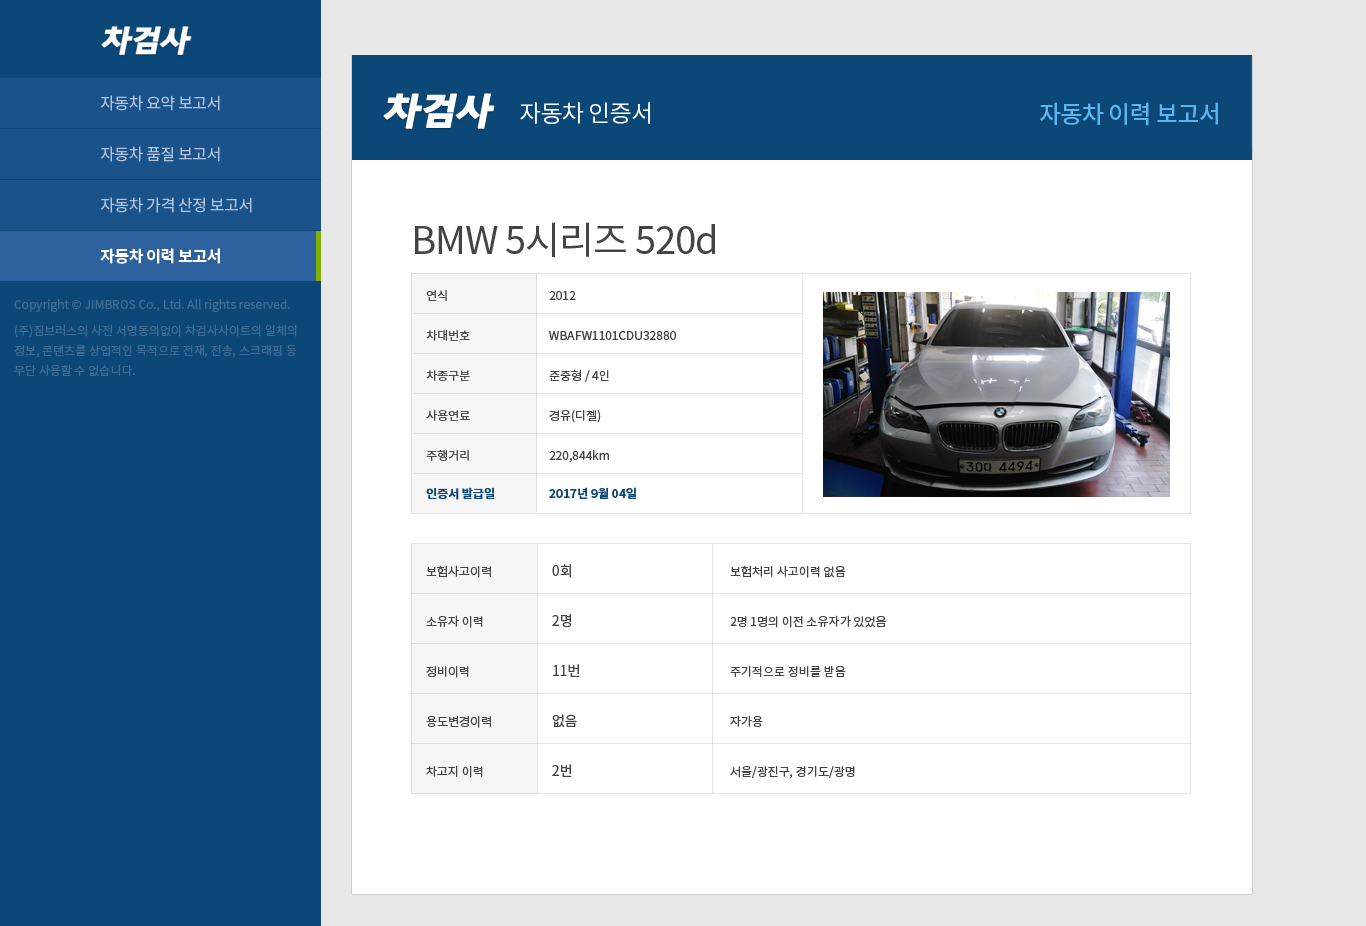 차검사
자동차 요약 보고서
자동차 품질 보고서
자동차 가격 산정 보고서
자동차 이력 보고서
Copyright © JIMBROS Co., Ltd. All rights reserved.
(주)짐브러스의 사전 서명동의없이 차검사사이트의 일체의
정보, 콘텐츠를 상업적인 목적으로 전재, 전송, 스크래핑 등
무단 사용할 수 없습니다.
차검사 자동차 인증서 자동차 이력 보고서
BMW 5시리즈 520d
연식 2012
차대번호 WBAFW1101CDU32880
차종구분 준중형 / 4인
사용연료 경유(디젤)
주행거리 220,844km
인증서 발급일 2017년 9월 04일
30다 4494
보험사고이력 0회 보험처리 사고이력 없음
소유자 이력 2명 2명 1명의 이전 소유자가 있었음
정비이력 11번 주기적으로 정비를 받음
용도변경이력 없음 자가용
차고지 이력 2번 서울/광진구, 경기도/광명